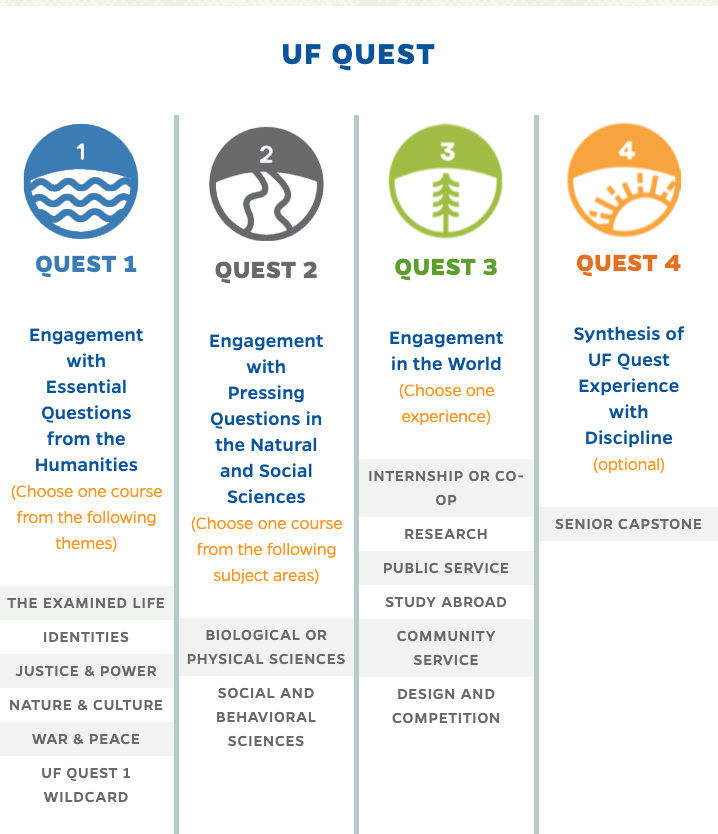 UF QUEST
1
QUEST 1
Engagement
with
Essential
Questions
from the
Humanities
(Choose one course
from the following
themes)
THE EXAMINED LIFE
IDENTITIES
JUSTICE & POWER
NATURE & CULTURE
WAR & PEACE
UF QUEST 1
WILDCARD
2
QUEST 2
Engagement
with
Pressing
Questions in
the Natural
and Social
Sciences
(Choose one course
from the following
subject areas)
BIOLOGICAL OR
PHYSICAL SCIENCES
SOCIAL AND
BEHAVIORAL
SCIENCES
3
QUEST 3
Engagement
in the World
(Choose one
experience)
INTERNSHIP OR CO-
OP
RESEARCH
PUBLIC SERVICE
STUDY ABROAD
COMMUNITY
SERVICE
DESIGN AND
COMPETITION
4
QUEST 4
Synthesis of
UF Quest
Experience
with
Discipline
(optional)
SENIOR CAPSTONE